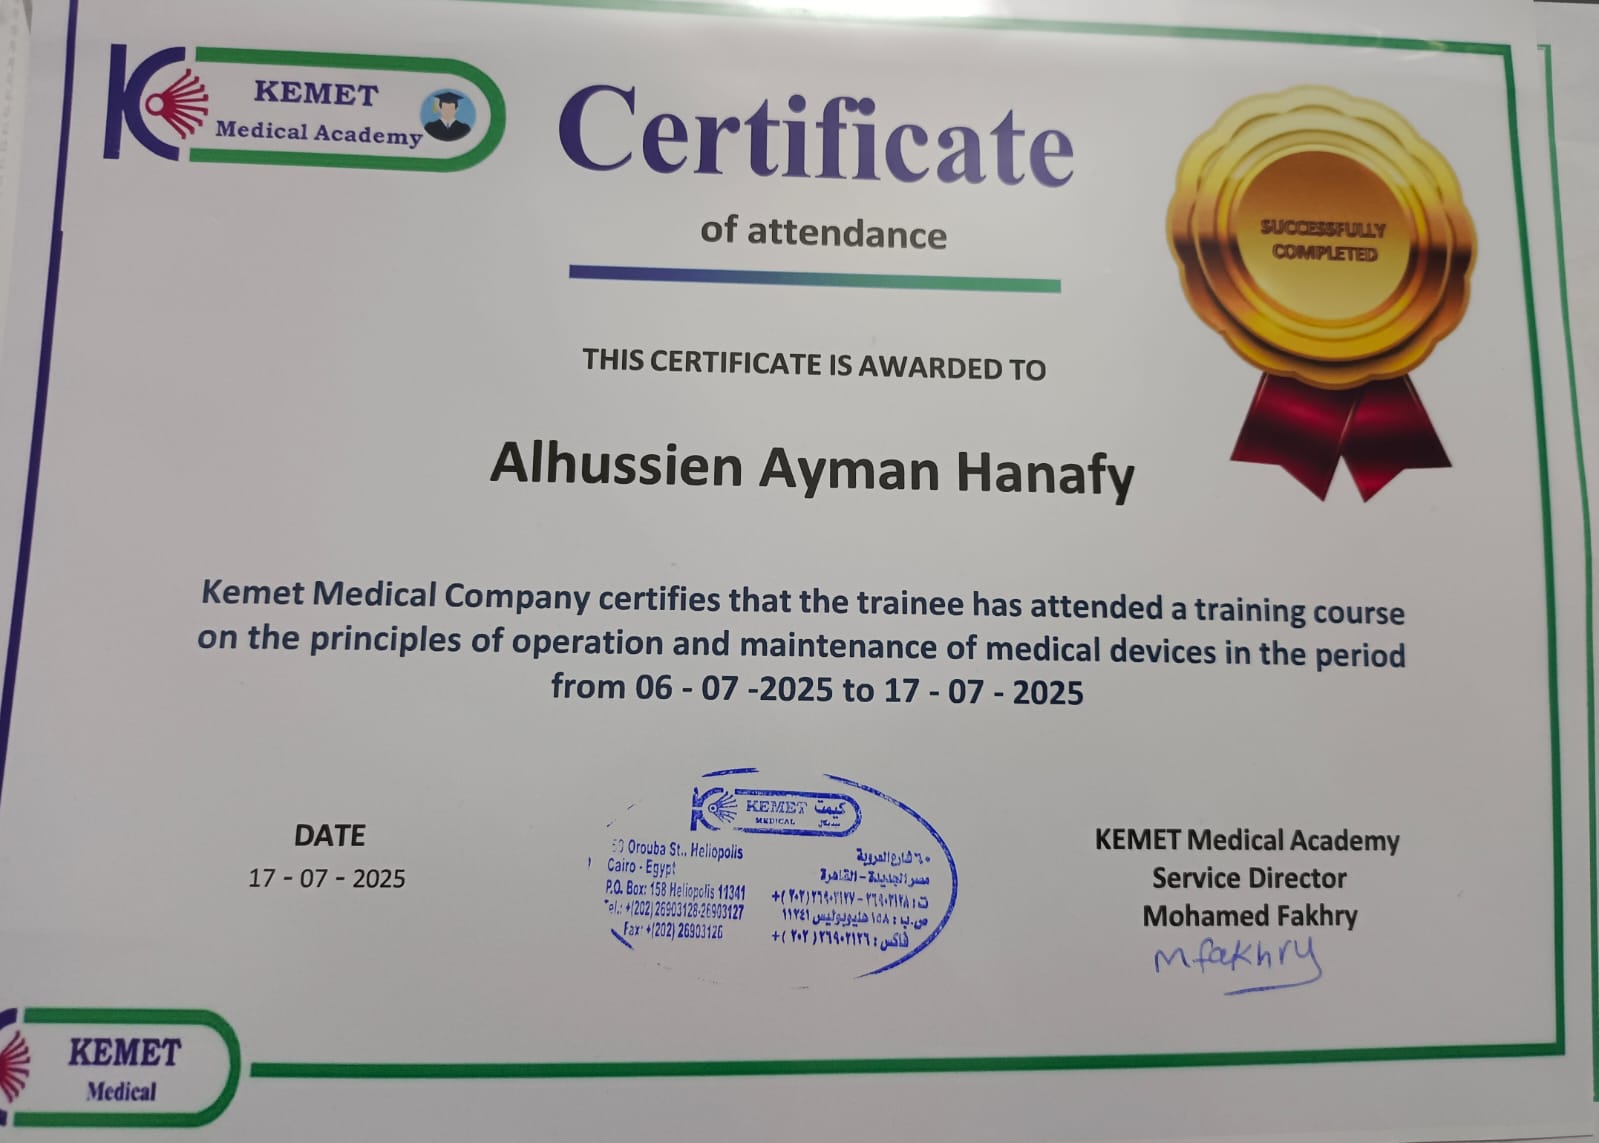 KEMET
Medical Academy
Certificate
of attendance
SUCCESSFULLY
COMPLETED
THIS CERTIFICATE IS AWARDED TO
Alhussien Ayman Hanafy
Kemet Medical Company certifies that the trainee has attended a training course
on the principles of operation and maintenance of medical devices in the period
from 06 - 07 -2025 to 17 - 07 - 2025
DATE
17 - 07 - 2025
KEMET كيمت
MEDICAL ميديكال
Orouba St., Heliopolis
Cairo - Egypt
P.O. Box: 158 Heliopolis 11341
Tel.: +(202) 26903128-26903127
Fax: +(202) 26903126
٦٠ شارع العروبة
مصر الجديدة - القاهرة
ت : ٢٦٩٠٣١٢٨ - ٢٦٩٠٣١٢٧ (٢٠٢) +
ص.ب : ١٥٨ هليوبوليس ١١٣٤١
فاكس : ٢٦٩٠٣١٢٦ (٢٠٢) +
KEMET Medical Academy
Service Director
Mohamed Fakhry
mfakhry
KEMET
Medical